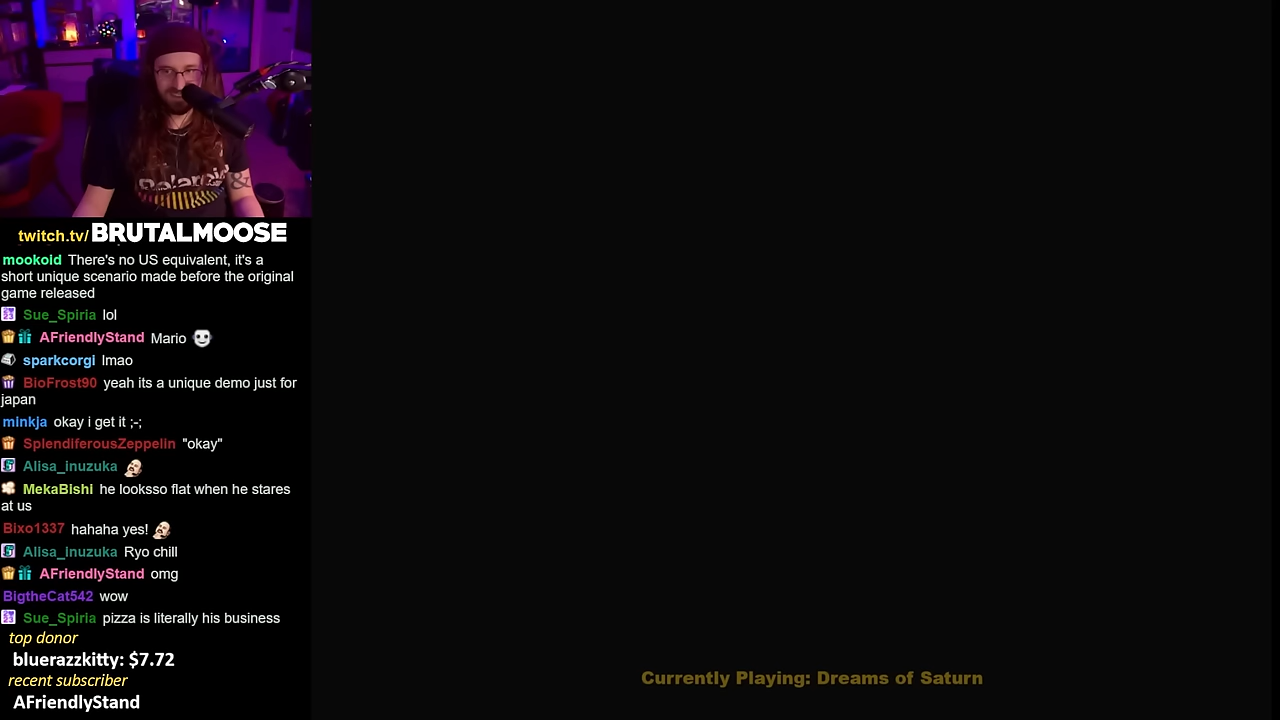 Polaroid &
twitch.tv/BRUTALMOOSE
mookoid There's no US equivalent, it's a
short unique scenario made before the original
game released
Sue_Spiria lol
AFriendlyStand Mario
sparkcorgi lmao
BioFrost90 yeah its a unique demo just for
japan
minkja okay i get it ;-;
SplendiferousZeppelin "okay"
Alisa_inuzuka
MekaBishi he looksso flat when he stares
at us
Bixo1337 hahaha yes!
Alisa_inuzuka Ryo chill
AFriendlyStand omg
BigtheCat542 wow
Sue_Spiria pizza is literally his business
top donor
bluerazzkitty: $7.72
recent subscriber
AFriendlyStand
Currently Playing: Dreams of Saturn